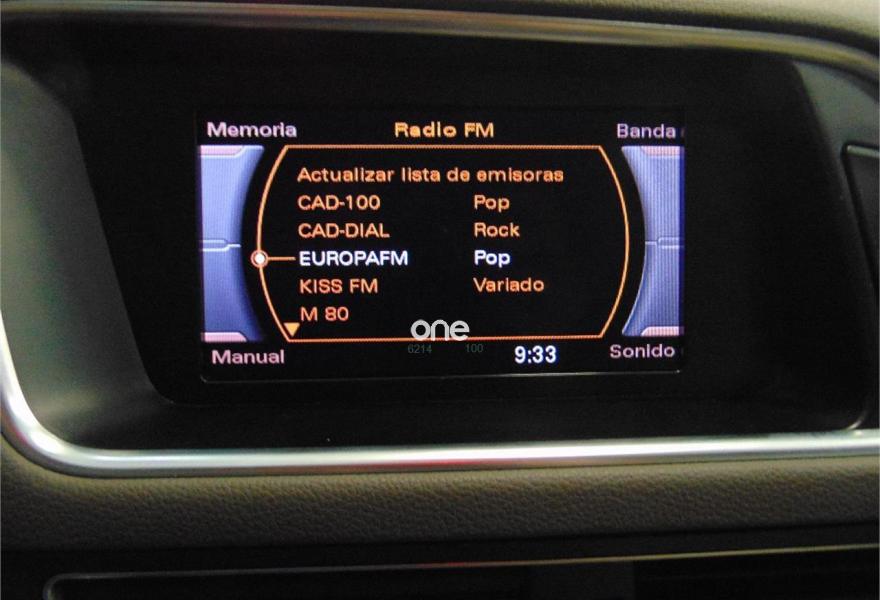 Memoria Radio FM Banda
Actualizar lista de emisoras
CAD-100 Pop
CAD-DIAL Rock
EUROPAFM Pop
KISS FM Variado
M 80
one
6214 100
Manual 9:33 Sonido